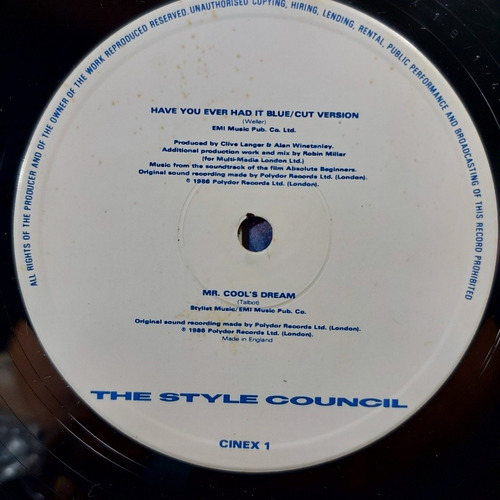 ALL RIGHTS OF THE PRODUCER AND OF THE OWNER OF THE WORK REPRODUCED RESERVED. UNAUTHORISED COPYING, HIRING, LENDING, RENTAL, PUBLIC PERFORMANCE AND BROADCASTING OF THIS RECORD PROHIBITED
HAVE YOU EVER HAD IT BLUE/CUT VERSION
(Weller)
EMI Music Pub. Co. Ltd.
Produced by Clive Langer & Alan Winstanley.
Additional production work and mix by Robin Millar
(for Multi-Madia London Ltd.)
Music from the soundtrack of the film Absolute Beginners.
Original sound recording made by Polydor Records Ltd. (London).
℗ 1986 Polydor Records Ltd. (London).
MR. COOL'S DREAM
(Talbot)
Stylist Music/EMI Music Pub. Co.
Original sound recording made by Polydor Records Ltd. (London).
℗ 1986 Polydor Records Ltd. (London).
Made in England
THE STYLE COUNCIL
CINEX 1